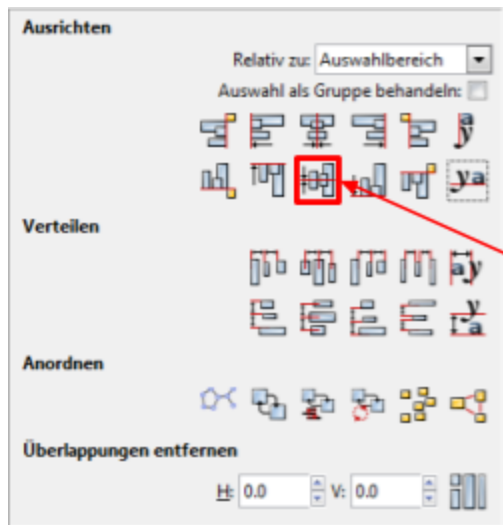 Ausrichten
Relativ zu: Auswahlbereich
Auswahl als Gruppe behandeln:
Verteilen
Anordnen
Überlappungen entfernen
H: 0.0 V: 0.0